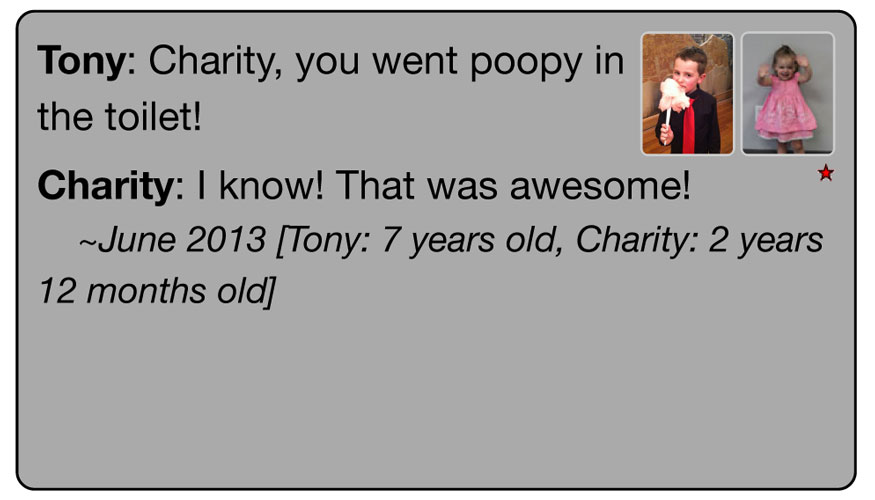 Tony: Charity, you went poopy in
the toilet!
Charity: I know! That was awesome!
~June 2013 [Tony: 7 years old, Charity: 2 years
12 months old]